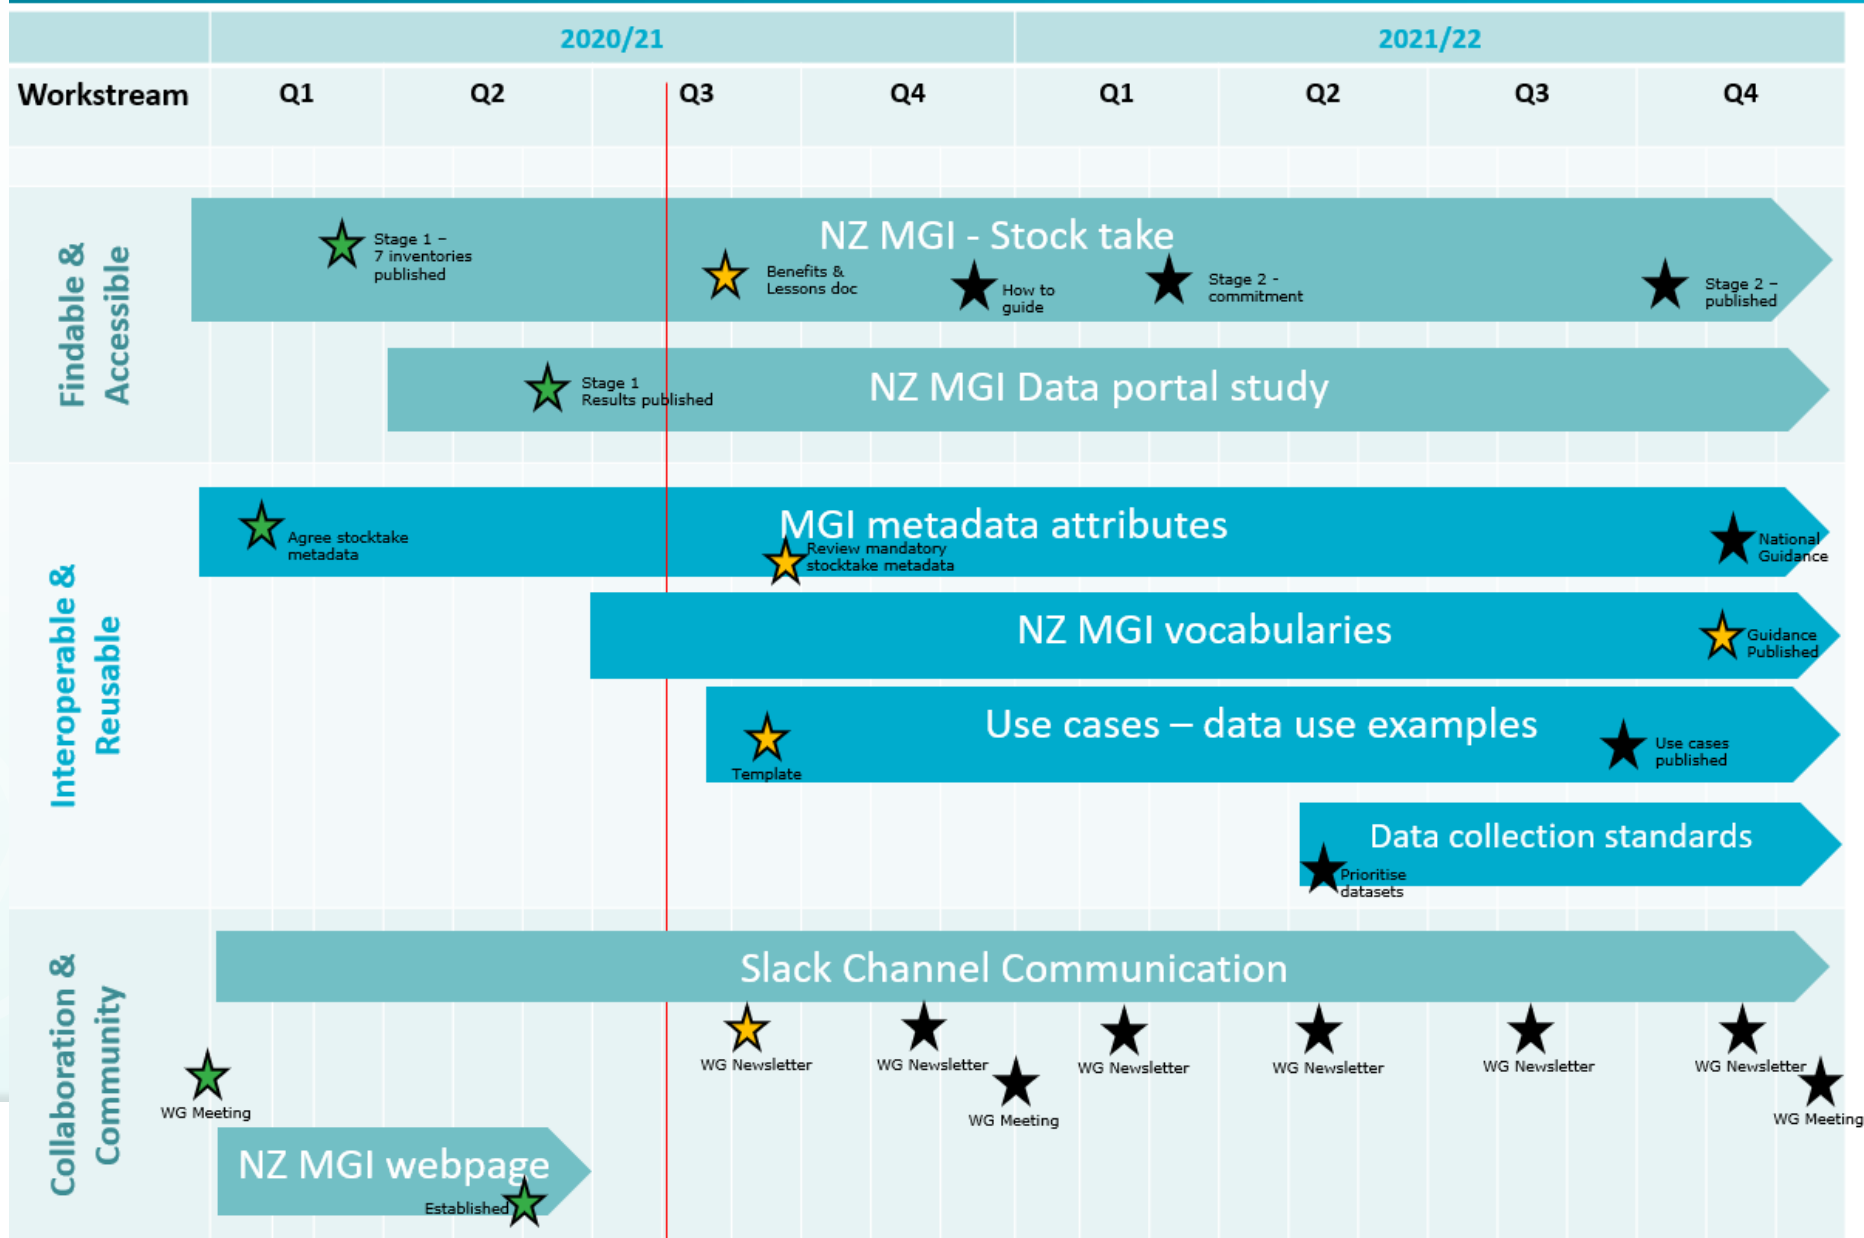 2020/21
2021/22
Workstream
Q1
Q2
Q3
Q4
Q1
Q2
Q3
Q4
Findable &
Accessible
NZ MGI - Stock take
Stage 1 –
7 inventories
published
Benefits &
Lessons doc
How to
guide
Stage 2 -
commitment
Stage 2 –
published
NZ MGI Data portal study
Stage 1
Results published
Interoperable &
Reusable
MGI metadata attributes
Agree stocktake
metadata
Review mandatory
stocktake metadata
National
Guidance
NZ MGI vocabularies
Guidance
Published
Use cases – data use examples
Template
Use cases
published
Data collection standards
Prioritise
datasets
Collaboration &
Community
Slack Channel Communication
WG Newsletter
WG Newsletter
WG Newsletter
WG Newsletter
WG Newsletter
WG Newsletter
WG Meeting
WG Meeting
WG Meeting
NZ MGI webpage
Established